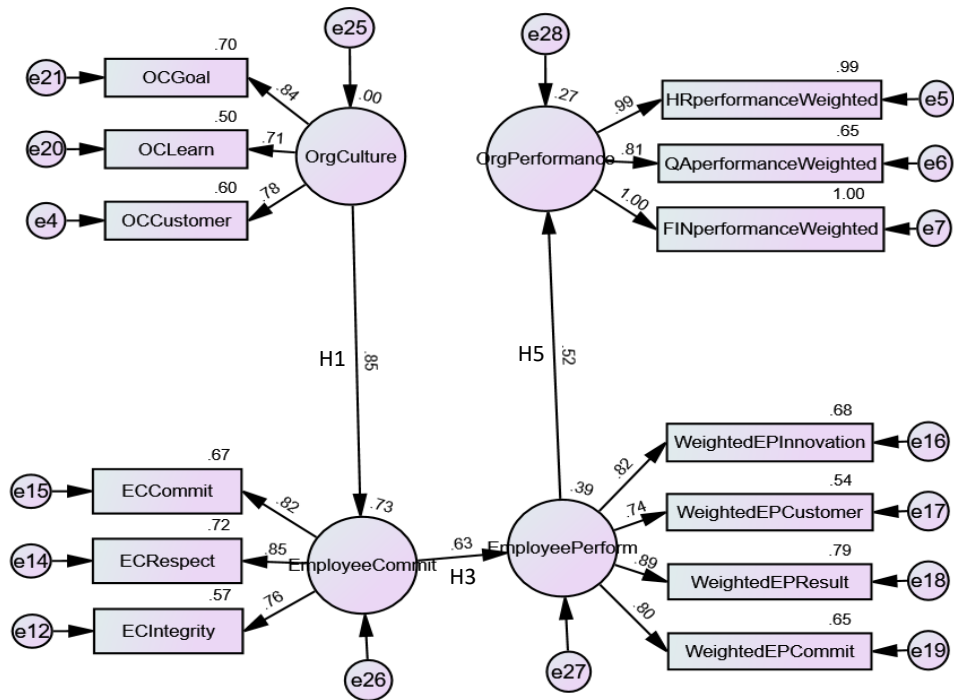 e25
e28
.70
.99
e21
OCGoal
.84
.00
.27
.99
HRperformanceWeighted
e5
.50
.65
e20
OCLearn
.71
OrgCulture
OrgPerformance
.81
QAperformanceWeighted
e6
.60
1.00
e4
OCCustomer
.78
1.00
FINperformanceWeighted
e7
H1
.85
H5
.52
.68
WeightedEPInnovation
e16
.67
.82
e15
ECCommit
.82
.73
.39
.54
.74
WeightedEPCustomer
e17
.72
.63
EmployeePerform
e14
ECRespect
.85
EmployeeCommit
H3
.89
.79
WeightedEPResult
e18
.57
.76
.80
.65
e12
ECIntegrity
WeightedEPCommit
e19
e26
e27